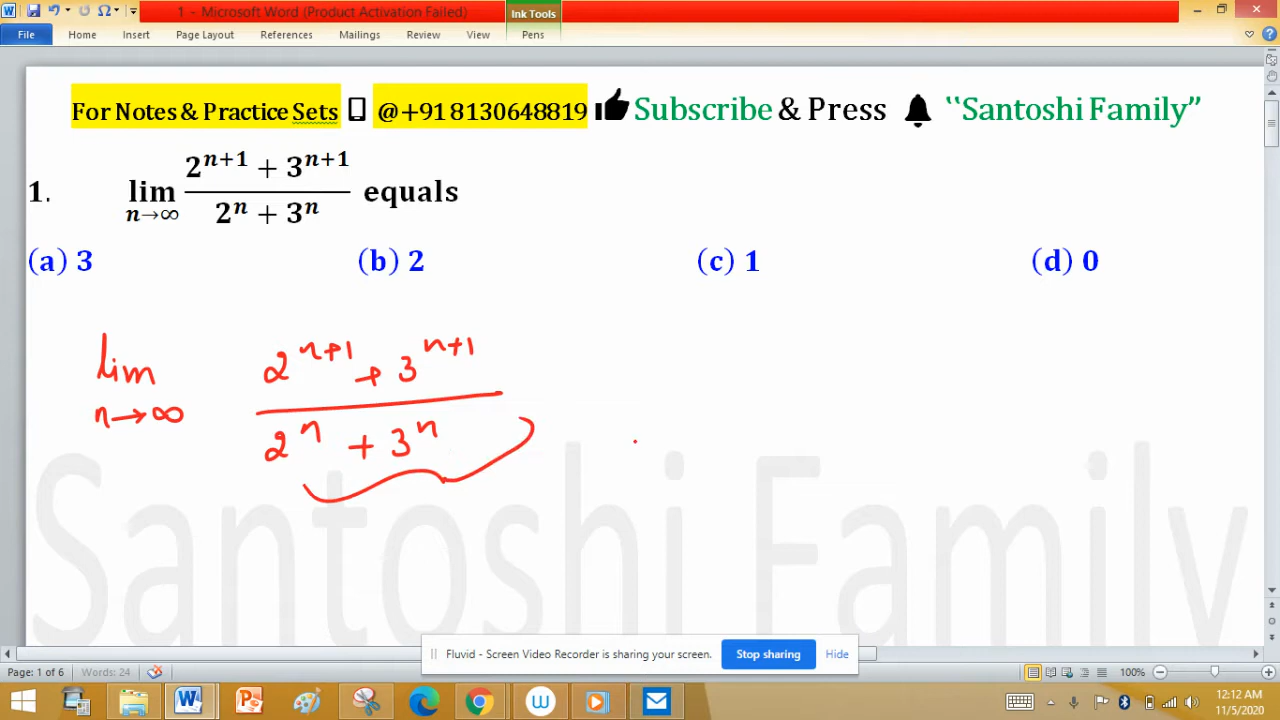 1 - Microsoft Word (Product Activation Failed)
Ink Tools
File Home Insert Page Layout References Mailings Review View Pens
For Notes & Practice Sets @+91 8130648819 Subscribe & Press "Santoshi Family"
1. lim n→∞ (2^{n+1} + 3^{n+1}) / (2^n + 3^n) equals
(a) 3 (b) 2 (c) 1 (d) 0
lim n→∞ (2^{n+1} + 3^{n+1}) / (2^n + 3^n)
Santoshi Family
Fluvid - Screen Video Recorder is sharing your screen. Stop sharing Hide
Page: 1 of 6 Words: 24 100%
12:12 AM
11/5/2020